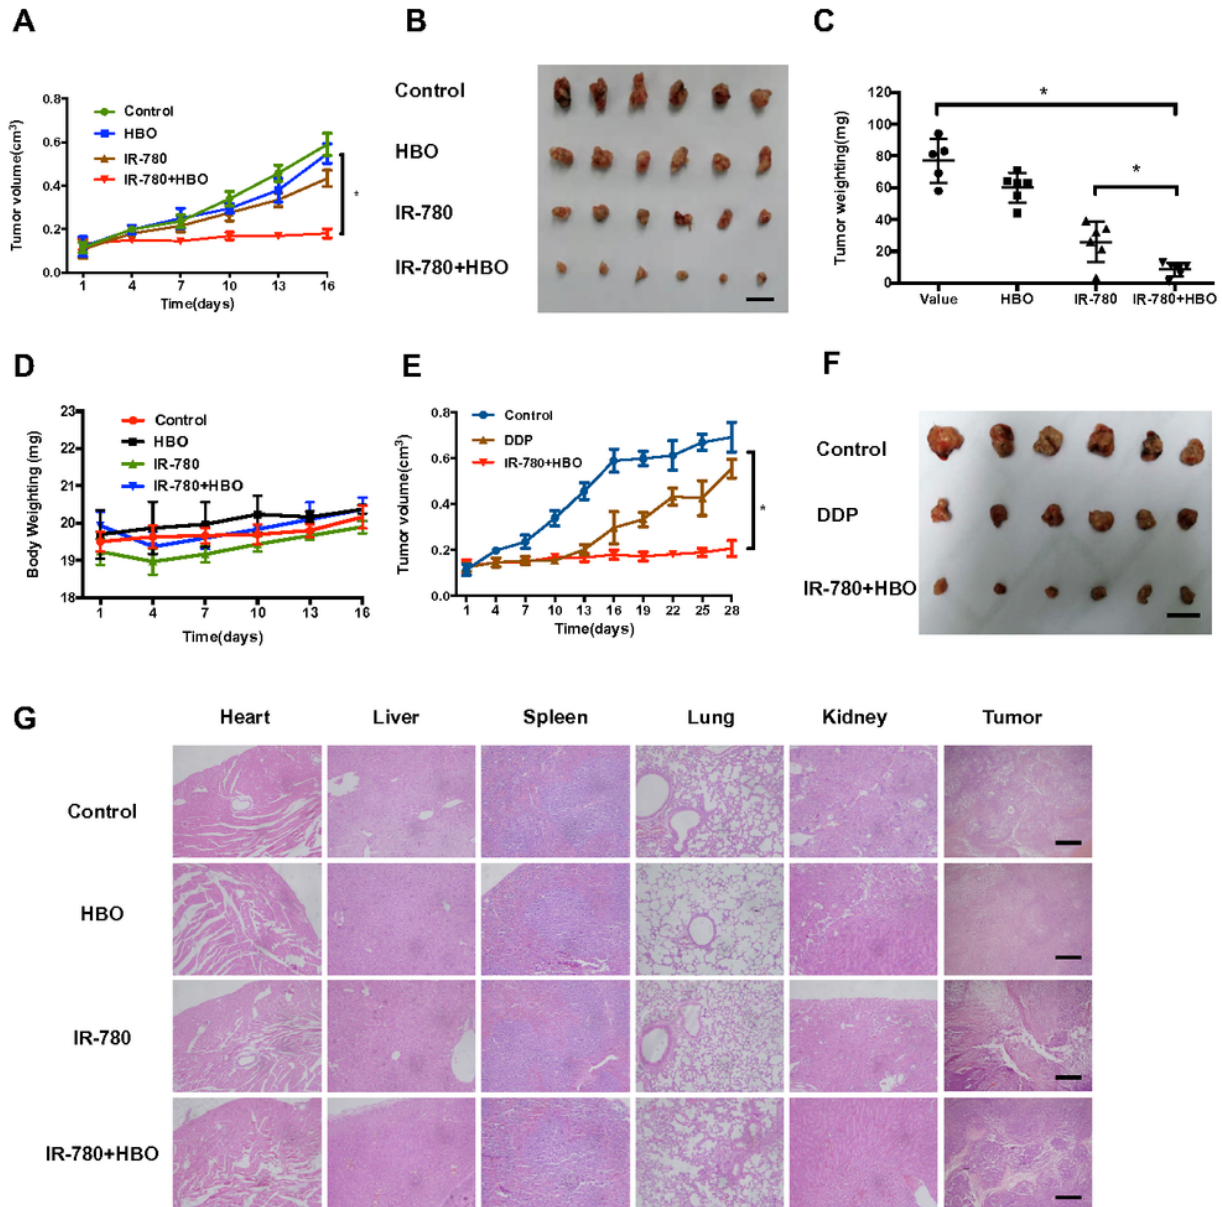 A
Tumor volume(cm³)
0.8
0.6
0.4
0.2
0.0
Control
HBO
IR-780
IR-780+HBO
*
1 4 7 10 13 16
Time(days)
B
Control
HBO
IR-780
IR-780+HBO
C
Tumor weighting(mg)
120
100
80
60
40
20
0
*
*
Value HBO IR-780 IR-780+HBO
D
Body Weighting (mg)
23
22
21
20
19
18
Control
HBO
IR-780
IR-780+HBO
1 4 7 10 13 16
Time(days)
E
Tumor volume(cm³)
0.8
0.6
0.4
0.2
0.0
Control
DDP
IR-780+HBO
*
1 4 7 10 13 16 19 22 25 28
Time(days)
F
Control
DDP
IR-780+HBO
G
Heart Liver Spleen Lung Kidney Tumor
Control
HBO
IR-780
IR-780+HBO